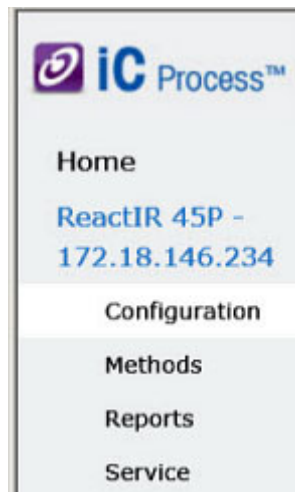 iC Process™
Home
ReactIR 45P -
172.18.146.234
Configuration
Methods
Reports
Service